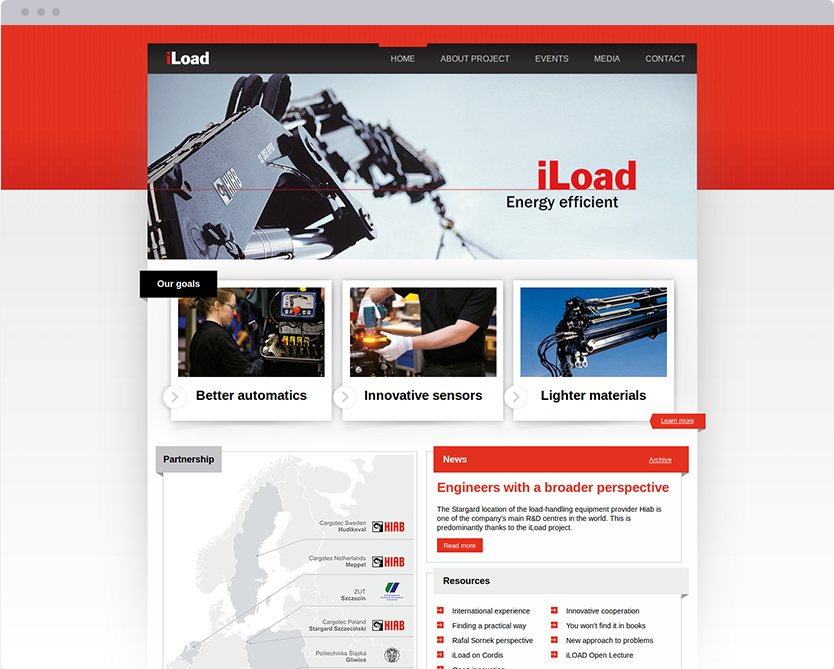 iLoad
HOME ABOUT PROJECT EVENTS MEDIA CONTACT
HIAB
iLoad
Energy efficient
Our goals
Better automatics
Innovative sensors
Lighter materials
Learn more
Partnership
Cargotec Sweden
Hudiksval
HIAB
Cargotec Netherlands
Meppel
HIAB
ZUT
Szczecin
Cargotec Poland
Stargard Szczeciński
HIAB
Politechnika Śląska
Gliwice
News
Archive
Engineers with a broader perspective
The Stargard location of the load-handling equipment provider Hiab is
one of the company's main R&D centres in the world. This is
predominantly thanks to the iLoad project.
Read more
Resources
International experience
Finding a practical way
Rafal Sornek perspective
iLoad on Cordis
Open innovation
Innovative cooperation
You won't find it in books
New approach to problems
iLOAD Open Lecture